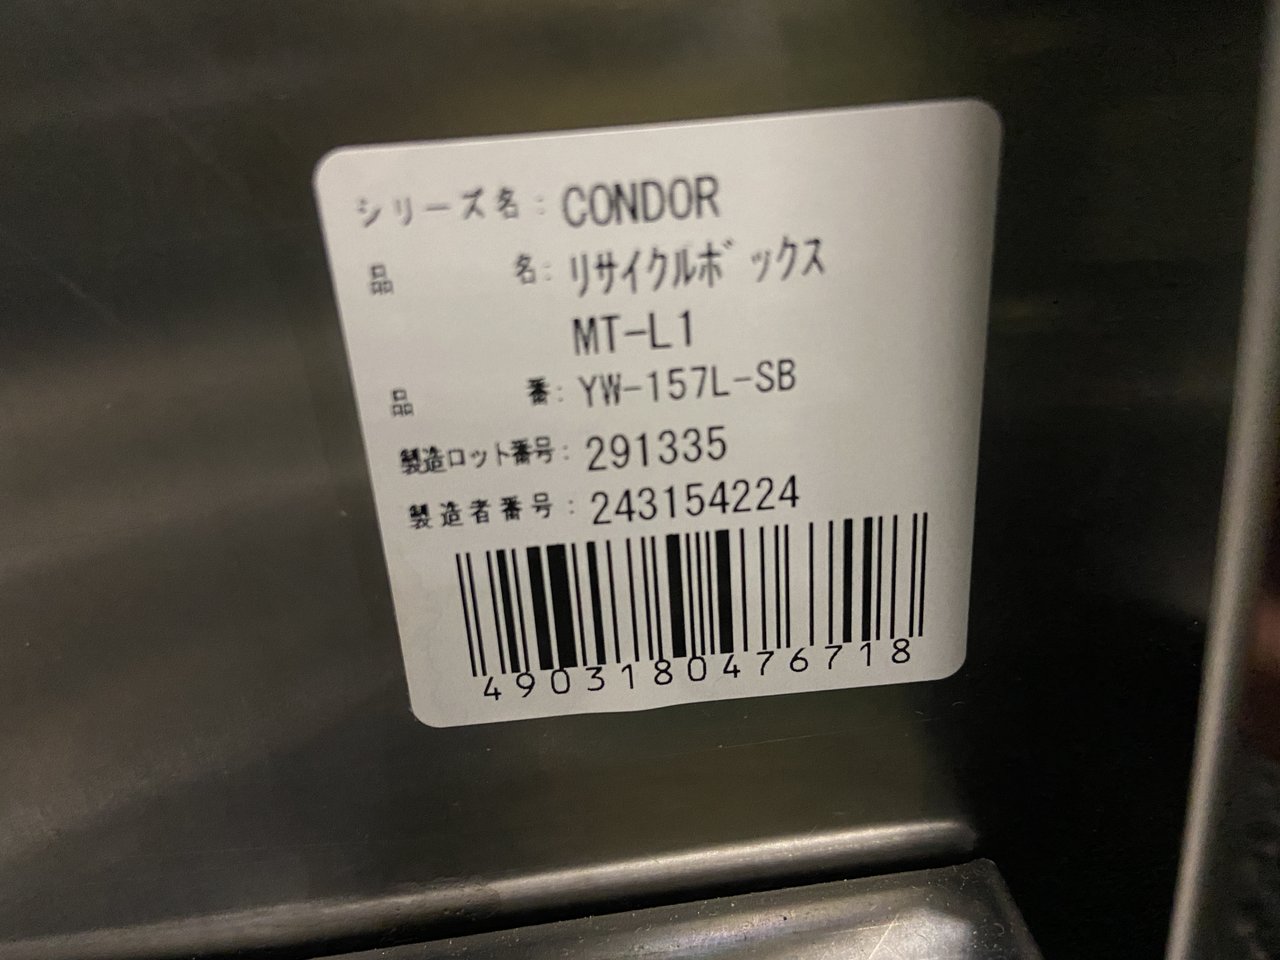 シリーズ名：CONDOR
品名：リサイクルボックス
MT-L1
品番：YW-157L-SB
製造ロット番号：291335
製造者番号：243154224
4903180476718